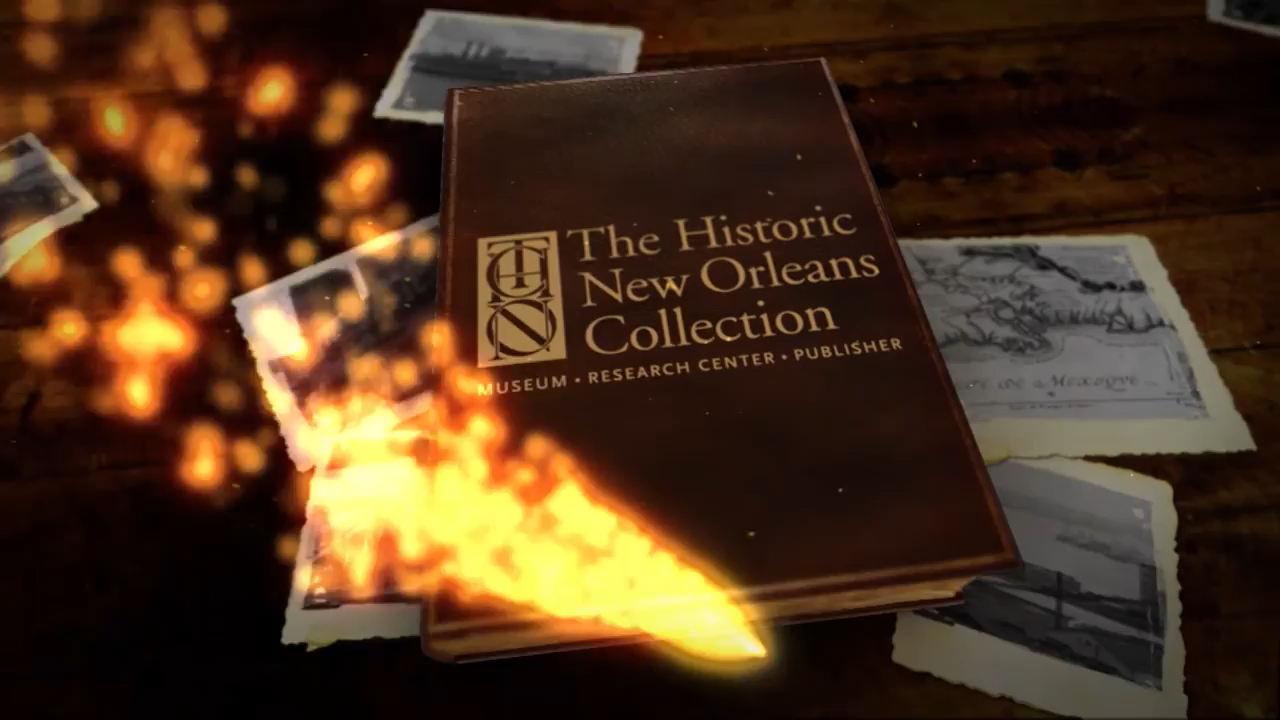 The Historic
New Orleans
Collection
MUSEUM • RESEARCH CENTER • PUBLISHER